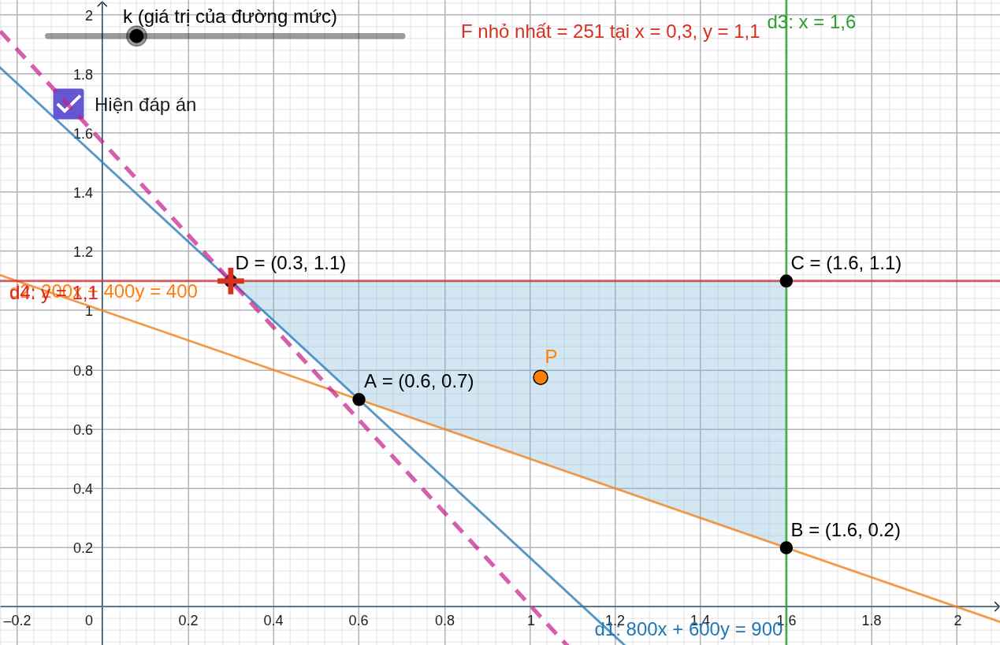 k (giá trị của đường mức)
F nhỏ nhất = 251 tại x = 0,3, y = 1,1
d3: x = 1,6
Hiện đáp án
D = (0.3, 1.1)
C = (1.6, 1.1)
d2: 200x + 400y = 400
d4: y = 1,1
P
A = (0.6, 0.7)
B = (1.6, 0.2)
d1: 800x + 600y = 900
2
1.8
1.6
1.4
1.2
1
0.8
0.6
0.4
0.2
–0.2
0
0.2
0.4
0.6
0.8
1
1.2
1.4
1.6
1.8
2